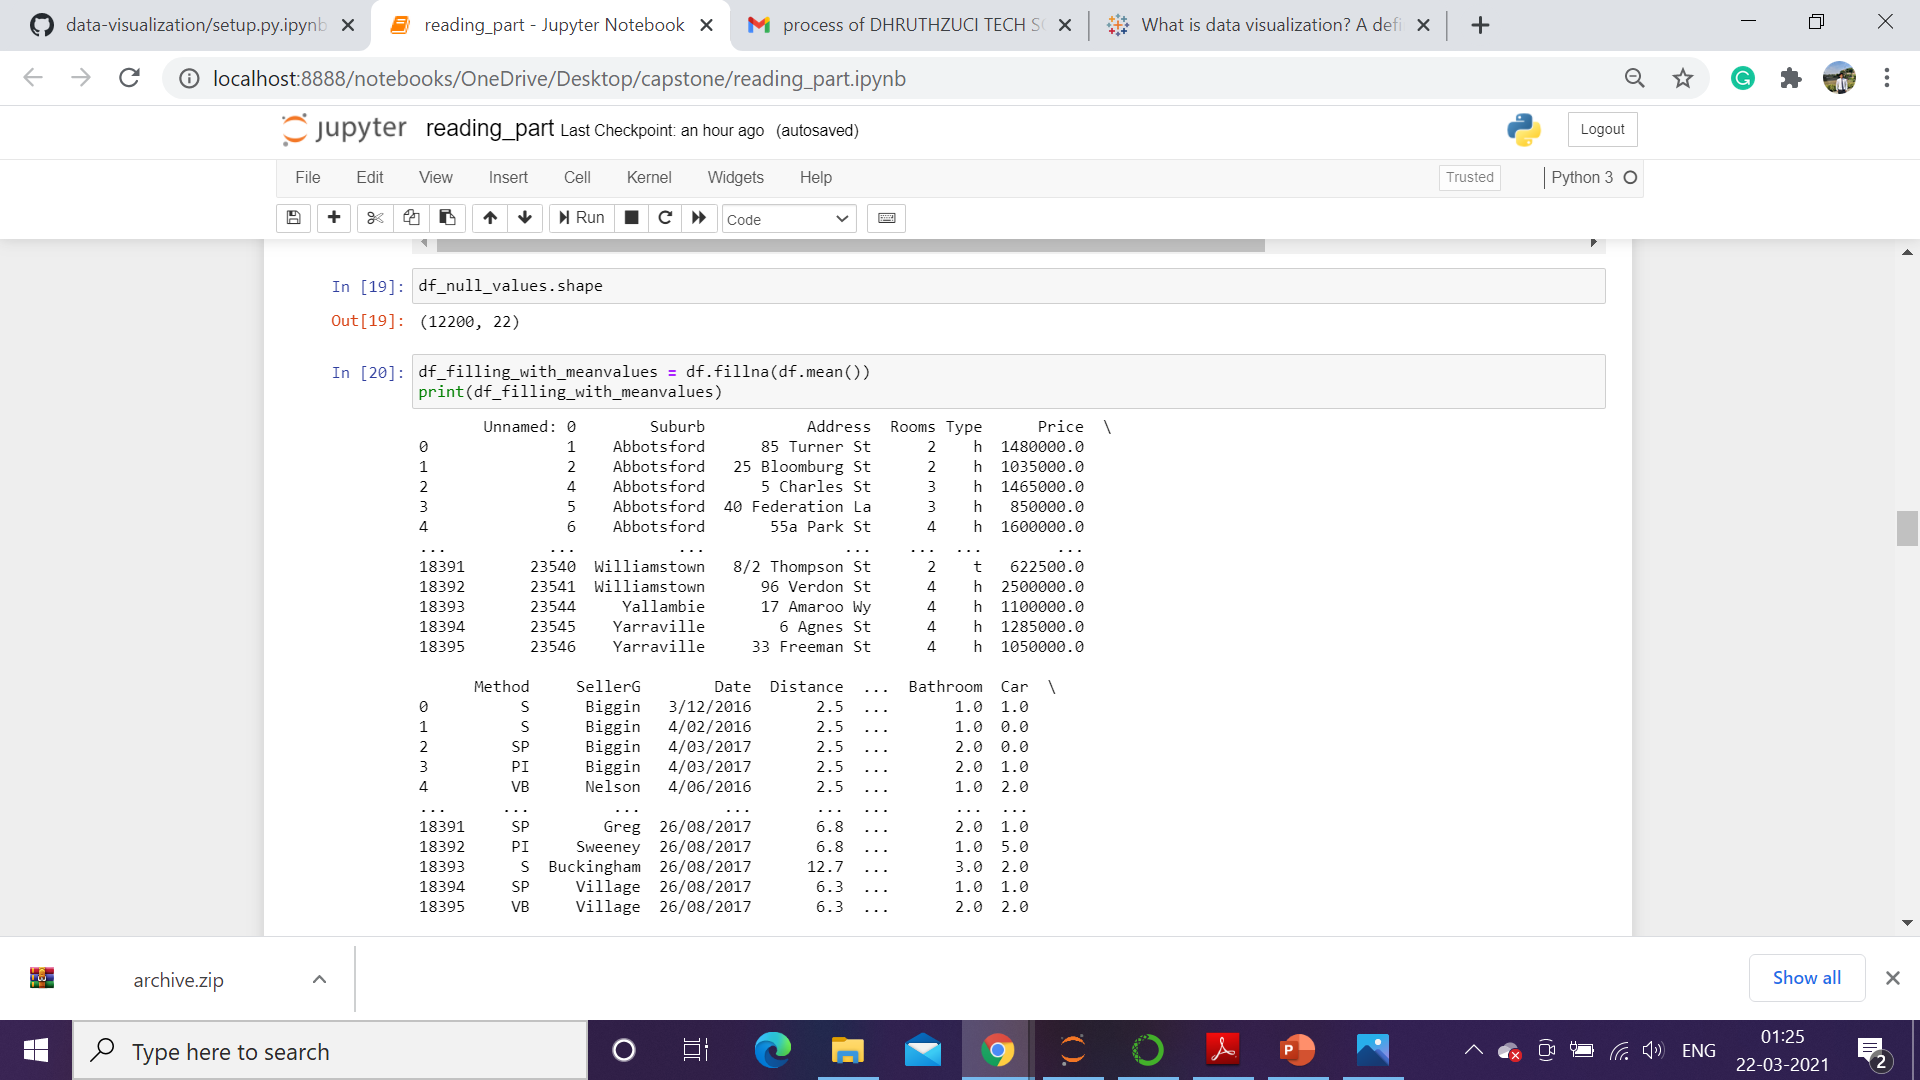 data-visualization/setup.py.ipynb
reading_part - Jupyter Notebook
process of DHRUTHZUCI TECH S
What is data visualization? A defi
localhost:8888/notebooks/OneDrive/Desktop/capstone/reading_part.ipynb
jupyter reading_part Last Checkpoint: an hour ago (autosaved)
Logout
File Edit View Insert Cell Kernel Widgets Help
Trusted
Python 3
Run
Code
In [19]: df_null_values.shape
Out[19]: (12200, 22)
In [20]: df_filling_with_meanvalues = df.fillna(df.mean())
print(df_filling_with_meanvalues)
Unnamed: 0 Suburb Address Rooms Type Price \
0 1 Abbotsford 85 Turner St 2 h 1480000.0
1 2 Abbotsford 25 Bloomburg St 2 h 1035000.0
2 4 Abbotsford 5 Charles St 3 h 1465000.0
3 5 Abbotsford 40 Federation La 3 h 850000.0
4 6 Abbotsford 55a Park St 4 h 1600000.0
... ... ... ... ... ... ...
18391 23540 Williamstown 8/2 Thompson St 2 t 622500.0
18392 23541 Williamstown 96 Verdon St 4 h 2500000.0
18393 23544 Yallambie 17 Amaroo Wy 4 h 1100000.0
18394 23545 Yarraville 6 Agnes St 4 h 1285000.0
18395 23546 Yarraville 33 Freeman St 4 h 1050000.0
Method SellerG Date Distance ... Bathroom Car \
0 S Biggin 3/12/2016 2.5 ... 1.0 1.0
1 S Biggin 4/02/2016 2.5 ... 1.0 0.0
2 SP Biggin 4/03/2017 2.5 ... 2.0 0.0
3 PI Biggin 4/03/2017 2.5 ... 2.0 1.0
4 VB Nelson 4/06/2016 2.5 ... 1.0 2.0
... ... ... ... ... ... ... ...
18391 SP Greg 26/08/2017 6.8 ... 2.0 1.0
18392 PI Sweeney 26/08/2017 6.8 ... 1.0 5.0
18393 S Buckingham 26/08/2017 12.7 ... 3.0 2.0
18394 SP Village 26/08/2017 6.3 ... 1.0 1.0
18395 VB Village 26/08/2017 6.3 ... 2.0 2.0
archive.zip
Show all
Type here to search
ENG
01:25
22-03-2021
2